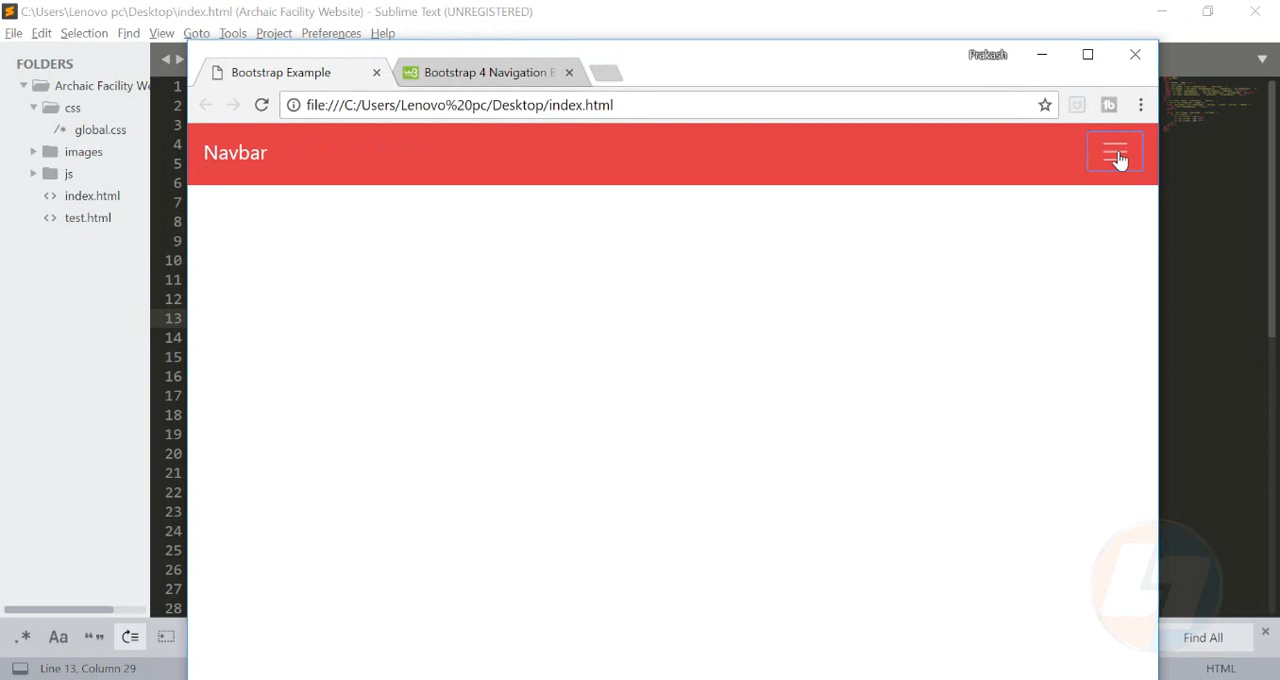 C:\Users\Lenovo pc\Desktop\index.html (Archaic Facility Website) - Sublime Text (UNREGISTERED)
File Edit Selection Find View Goto Tools Project Preferences Help
Prakash
FOLDERS
Archaic Facility We
css
/* global.css
images
js
<> index.html
<> test.html
Bootstrap Example
Bootstrap 4 Navigation B
file:///C:/Users/Lenovo%20pc/Desktop/index.html
Navbar
1
2
3
4
5
6
7
8
9
10
11
12
13
14
15
16
17
18
19
20
21
22
23
24
25
26
27
28
.* Aa “”
Find All
Line 13, Column 29
HTML